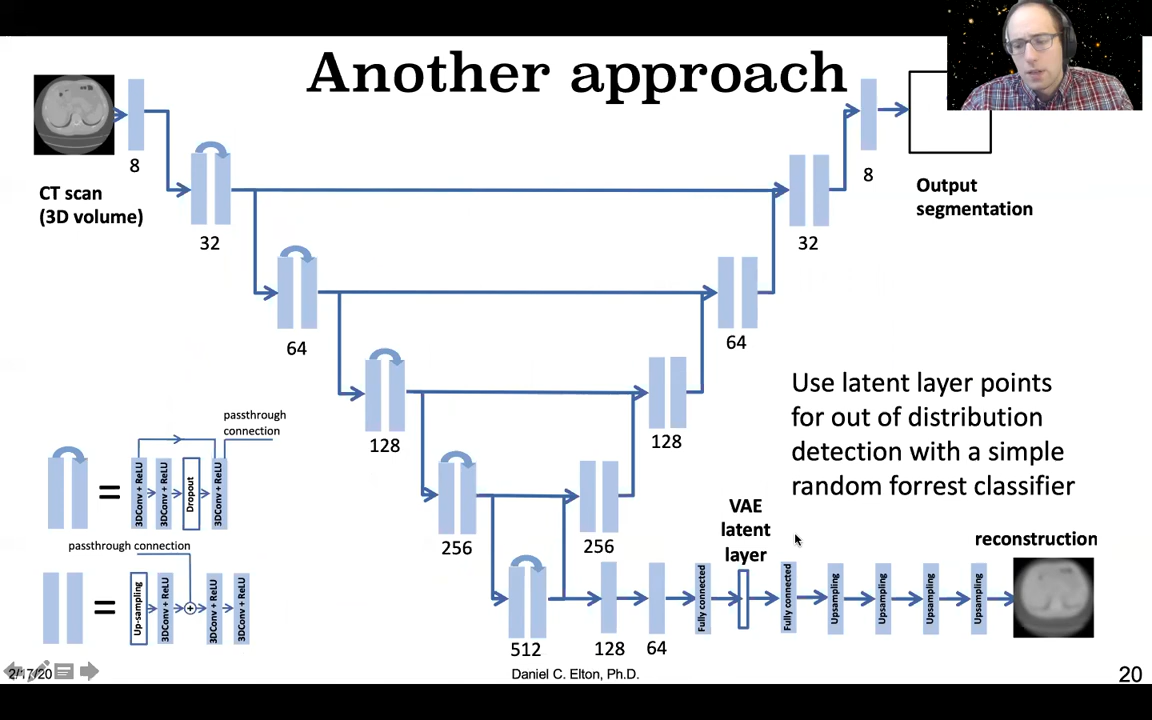 Another approach
CT scan
(3D volume)
8
32
64
128
256
512
128
64
256
128
64
32
8
Output
segmentation
Use latent layer points
for out of distribution
detection with a simple
random forrest classifier
passthrough
connection
=
3DConv + ReLU
3DConv + ReLU
Dropout
3DConv + ReLU
passthrough connection
=
Up-sampling
3DConv + ReLU
+
3DConv + ReLU
3DConv + ReLU
VAE
latent
layer
Fully connected
Fully connected
Upsampling
Upsampling
Upsampling
Upsampling
reconstruction
2/17/20
Daniel C. Elton, Ph.D.
20